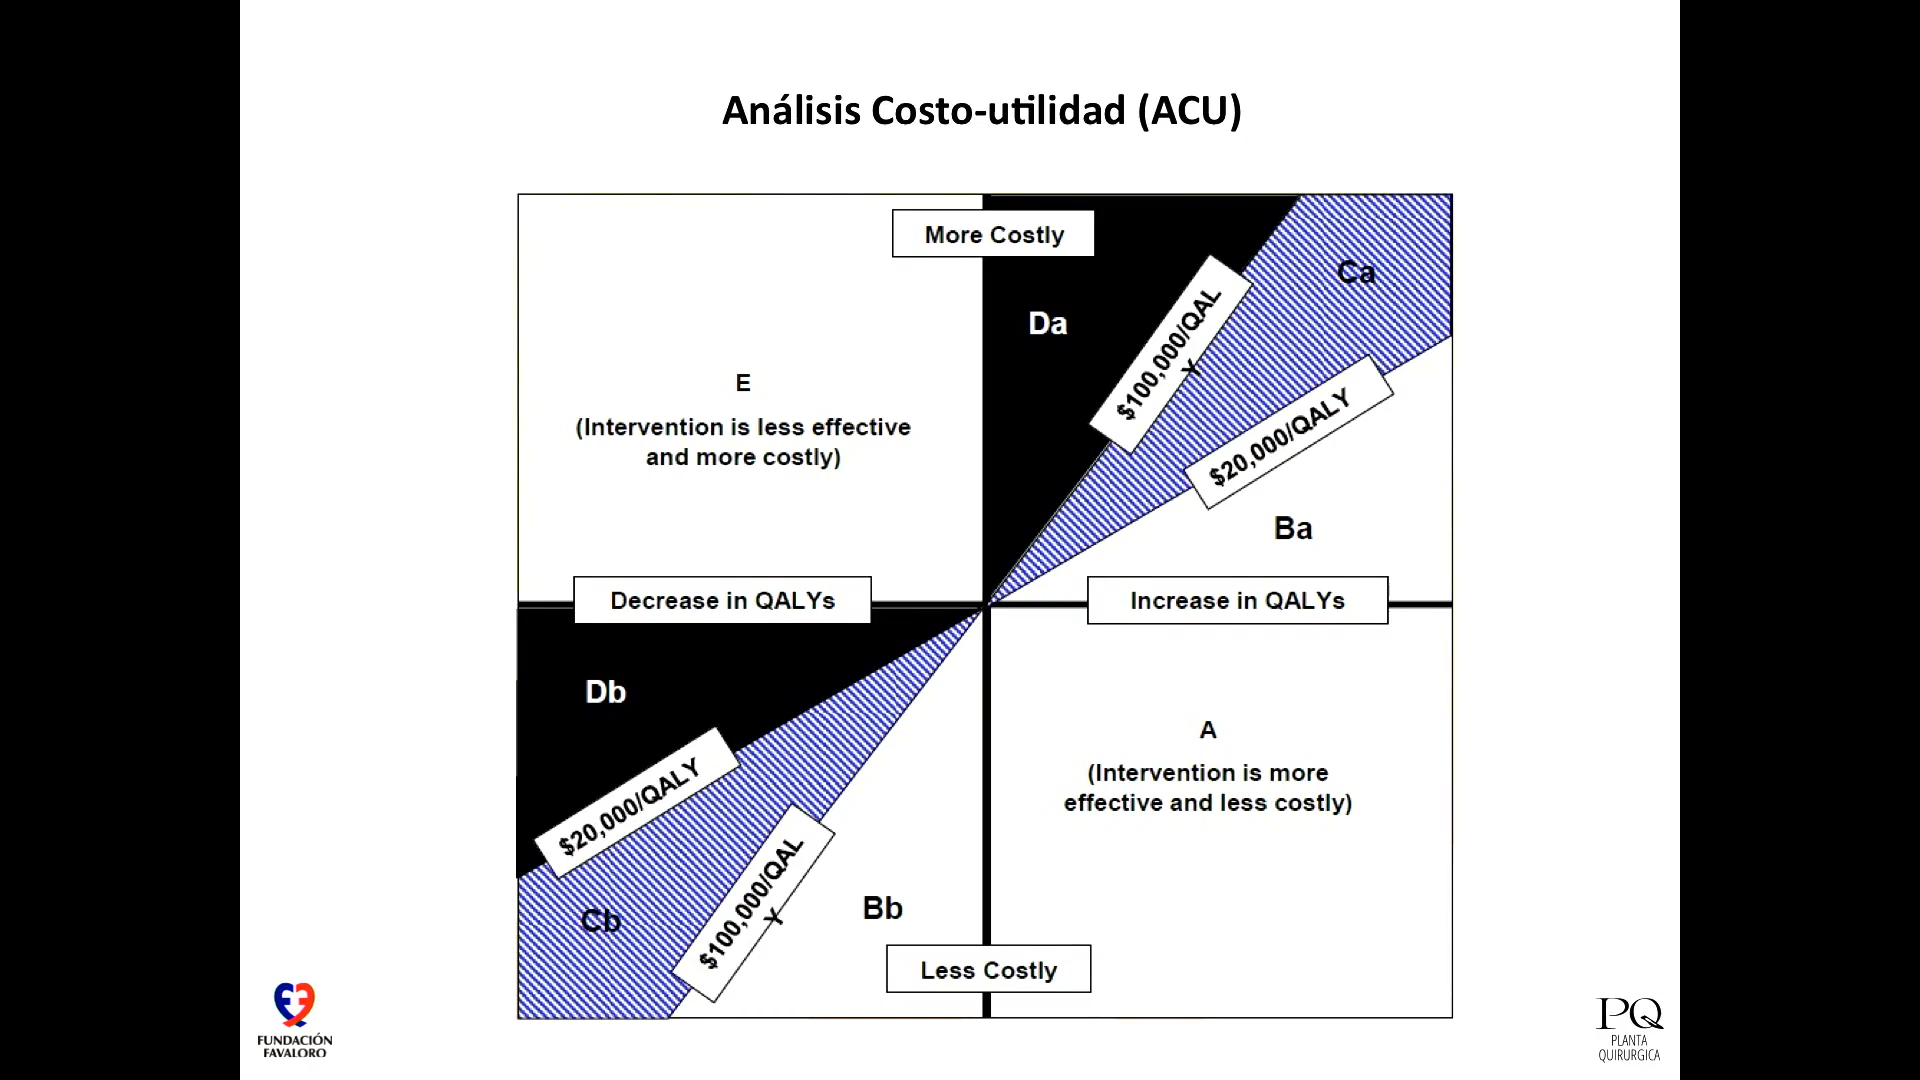 Análisis Costo-utilidad (ACU)
More Costly
Da
Ca
$100,000/QAL
Y
$20,000/QALY
E
(Intervention is less effective
and more costly)
Ba
Decrease in QALYs
Increase in QALYs
Db
A
(Intervention is more
effective and less costly)
$20,000/QALY
$100,000/QAL
Y
Cb
Bb
Less Costly
FUNDACIÓN
FAVALORO
PQ
PLANTA
QUIRURGICA